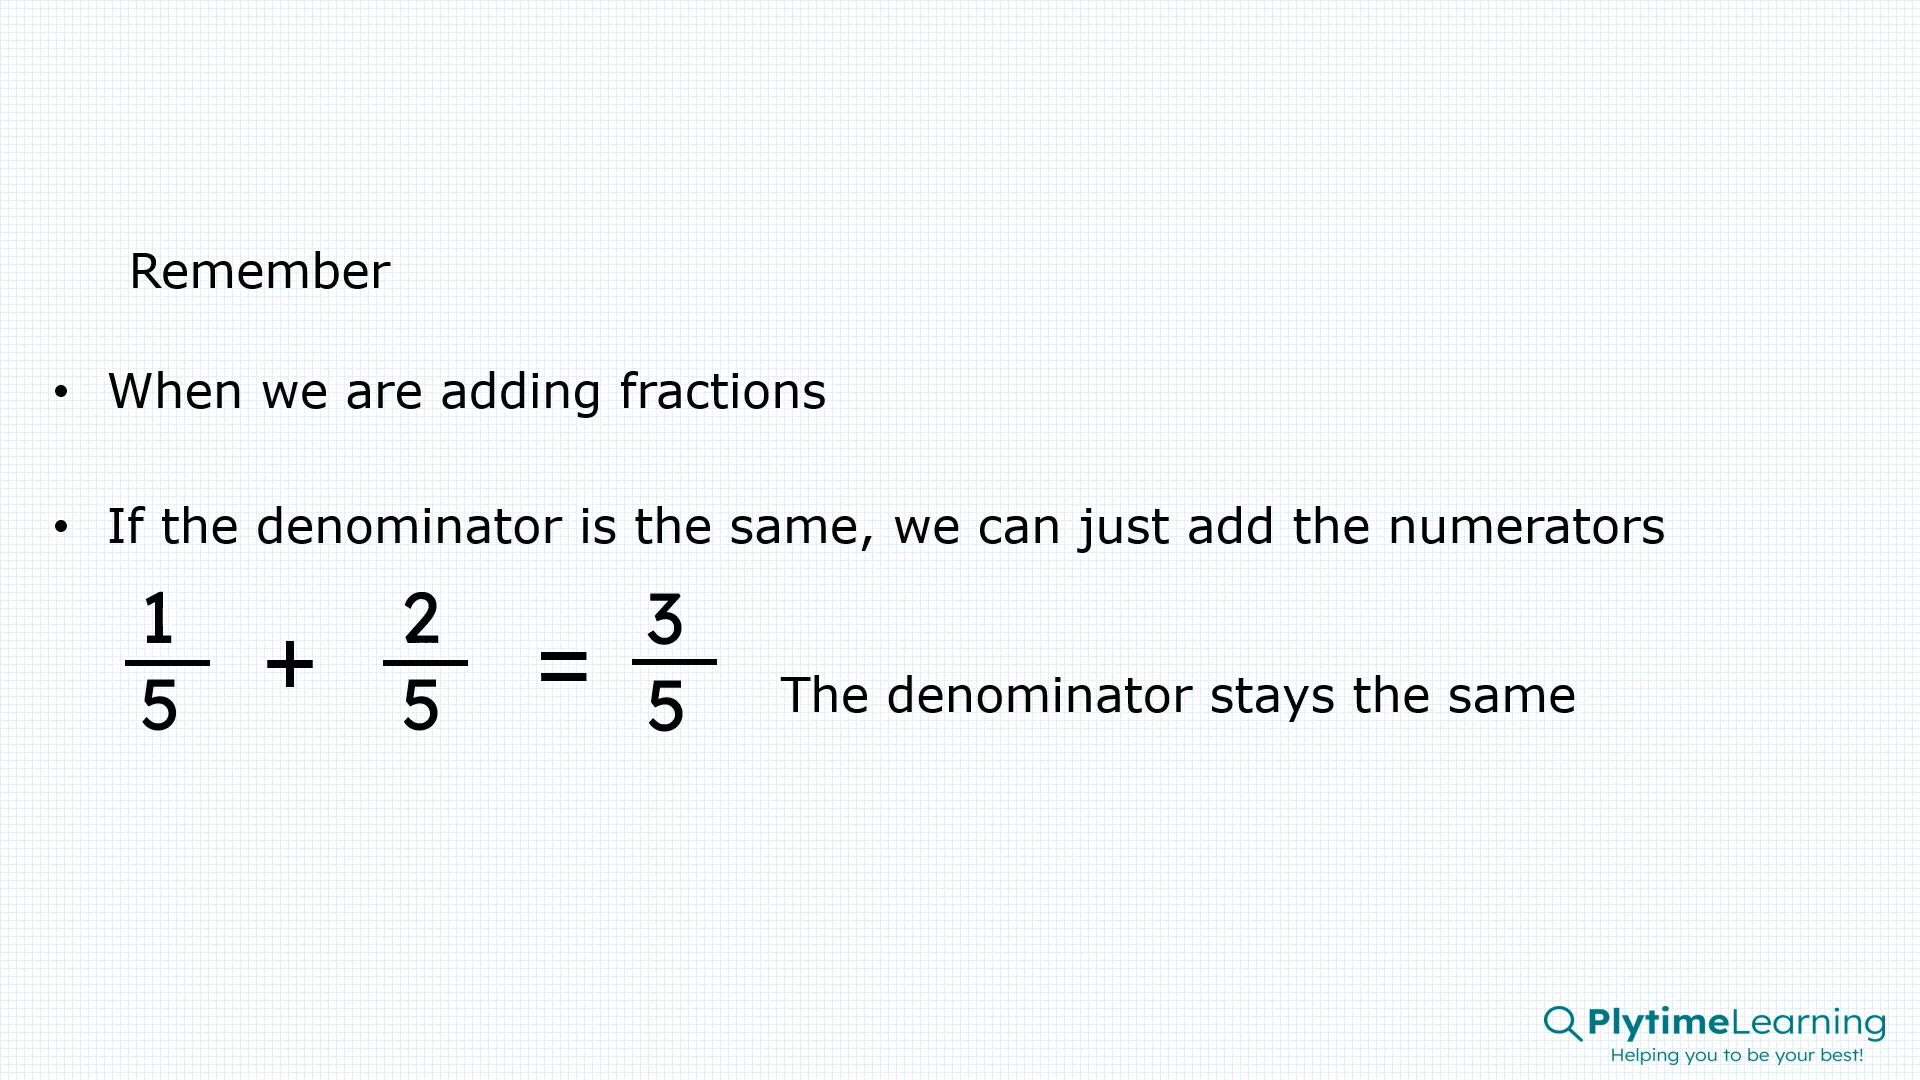 Remember
• When we are adding fractions
• If the denominator is the same, we can just add the numerators
1/5 + 2/5 = 3/5 The denominator stays the same
PlytimeLearning
Helping you to be your best!